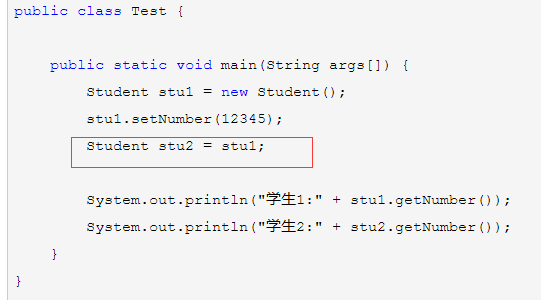 public class Test {
public static void main(String args[]) {
Student stu1 = new Student();
stu1.setNumber(12345);
Student stu2 = stu1;
System.out.println("学生1:" + stu1.getNumber());
System.out.println("学生2:" + stu2.getNumber());
}
}